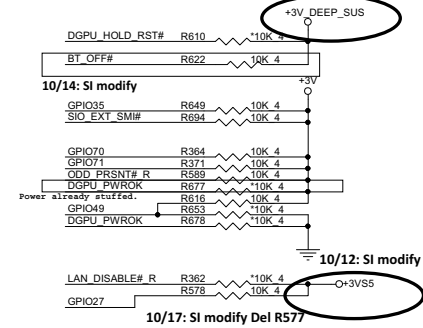 +3V_DEEP_SUS
DGPU_HOLD_RST# R610 *10K_4
BT_OFF# R622 10K_4
10/14: SI modify
+3V
GPIO35 R649 10K_4
SIO_EXT_SMI# R694 10K_4
GPIO70 R364 10K_4
GPIO71 R371 10K_4
ODD_PRSNT#_R R589 10K_4
DGPU_PWROK R677 *10K_4
Power already stuffed.
R616 10K_4
GPIO49 R653 *10K_4
DGPU_PWROK R678 *10K_4
10/12: SI modify
LAN_DISABLE#_R R362 *10K_4
+3VS5
R578 10K_4
GPIO27
10/17: SI modify Del R577